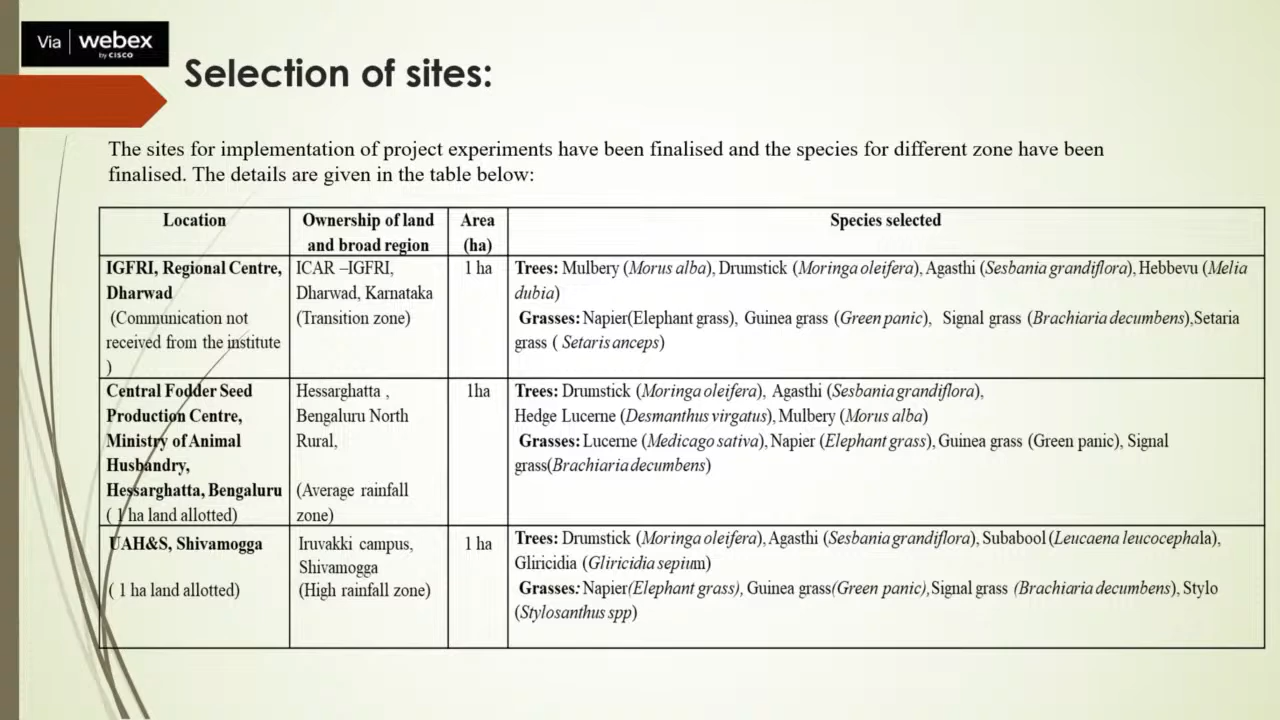 Via webex
by CISCO
Selection of sites:
The sites for implementation of project experiments have been finalised and the species for different zone have been
finalised. The details are given in the table below:
Location
Ownership of land
and broad region
Area
(ha)
Species selected
IGFRI, Regional Centre,
Dharwad
(Communication not
received from the institute
)
ICAR –IGFRI,
Dharwad, Karnataka
(Transition zone)
1 ha
Trees: Mulbery (Morus alba), Drumstick (Moringa oleifera), Agasthi (Sesbania grandiflora), Hebbevu (Melia
dubia)
Grasses: Napier(Elephant grass), Guinea grass (Green panic), Signal grass (Brachiaria decumbens),Setaria
grass ( Setaris anceps)
Central Fodder Seed
Production Centre,
Ministry of Animal
Husbandry,
Hessarghatta, Bengaluru
( 1 ha land allotted)
Hessarghatta ,
Bengaluru North
Rural,
(Average rainfall
zone)
1ha
Trees: Drumstick (Moringa oleifera), Agasthi (Sesbania grandiflora),
Hedge Lucerne (Desmanthus virgatus), Mulbery (Morus alba)
Grasses: Lucerne (Medicago sativa), Napier (Elephant grass), Guinea grass (Green panic), Signal
grass(Brachiaria decumbens)
UAH&S, Shivamogga
( 1 ha land allotted)
Iruvakki campus,
Shivamogga
(High rainfall zone)
1 ha
Trees: Drumstick (Moringa oleifera), Agasthi (Sesbania grandiflora), Subabool (Leucaena leucocephala),
Gliricidia (Gliricidia sepium)
Grasses: Napier(Elephant grass), Guinea grass(Green panic),Signal grass (Brachiaria decumbens), Stylo
(Stylosanthus spp)